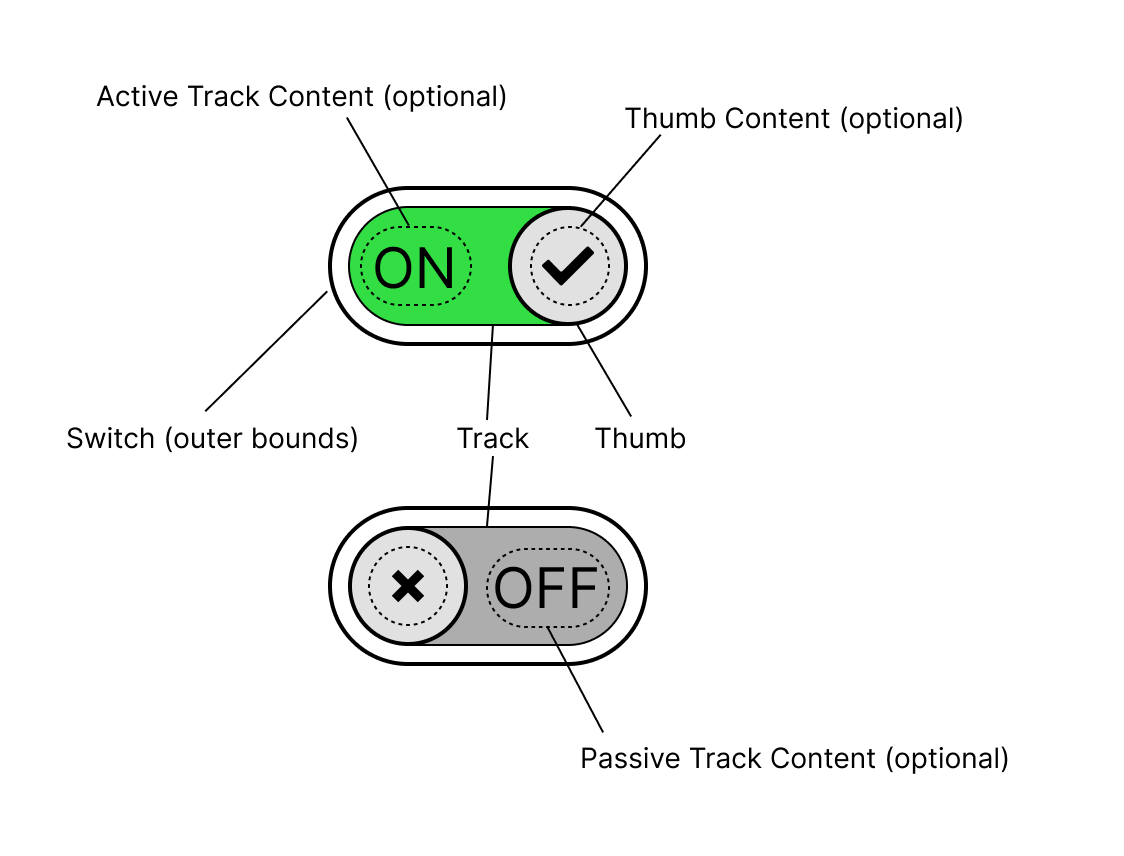 Active Track Content (optional)
Thumb Content (optional)
ON
Switch (outer bounds)
Track
Thumb
OFF
Passive Track Content (optional)